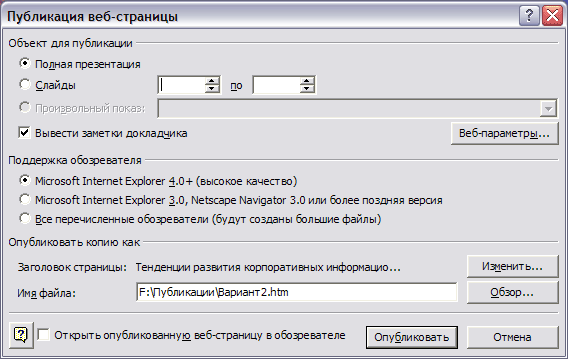 Публикация веб-страницы
Объект для публикации
Полная презентация
Слайды по
Произвольный показ:
Вывести заметки докладчика Веб-параметры...
Поддержка обозревателя
Microsoft Internet Explorer 4.0+ (высокое качество)
Microsoft Internet Explorer 3.0, Netscape Navigator 3.0 или более поздняя версия
Все перечисленные обозреватели (будут созданы большие файлы)
Опубликовать копию как
Заголовок страницы: Тенденции развития корпоративных информацио... Изменить...
Имя файла: F:\Публикации\Вариант2.htm Обзор...
Открыть опубликованную веб-страницу в обозревателе Опубликовать Отмена